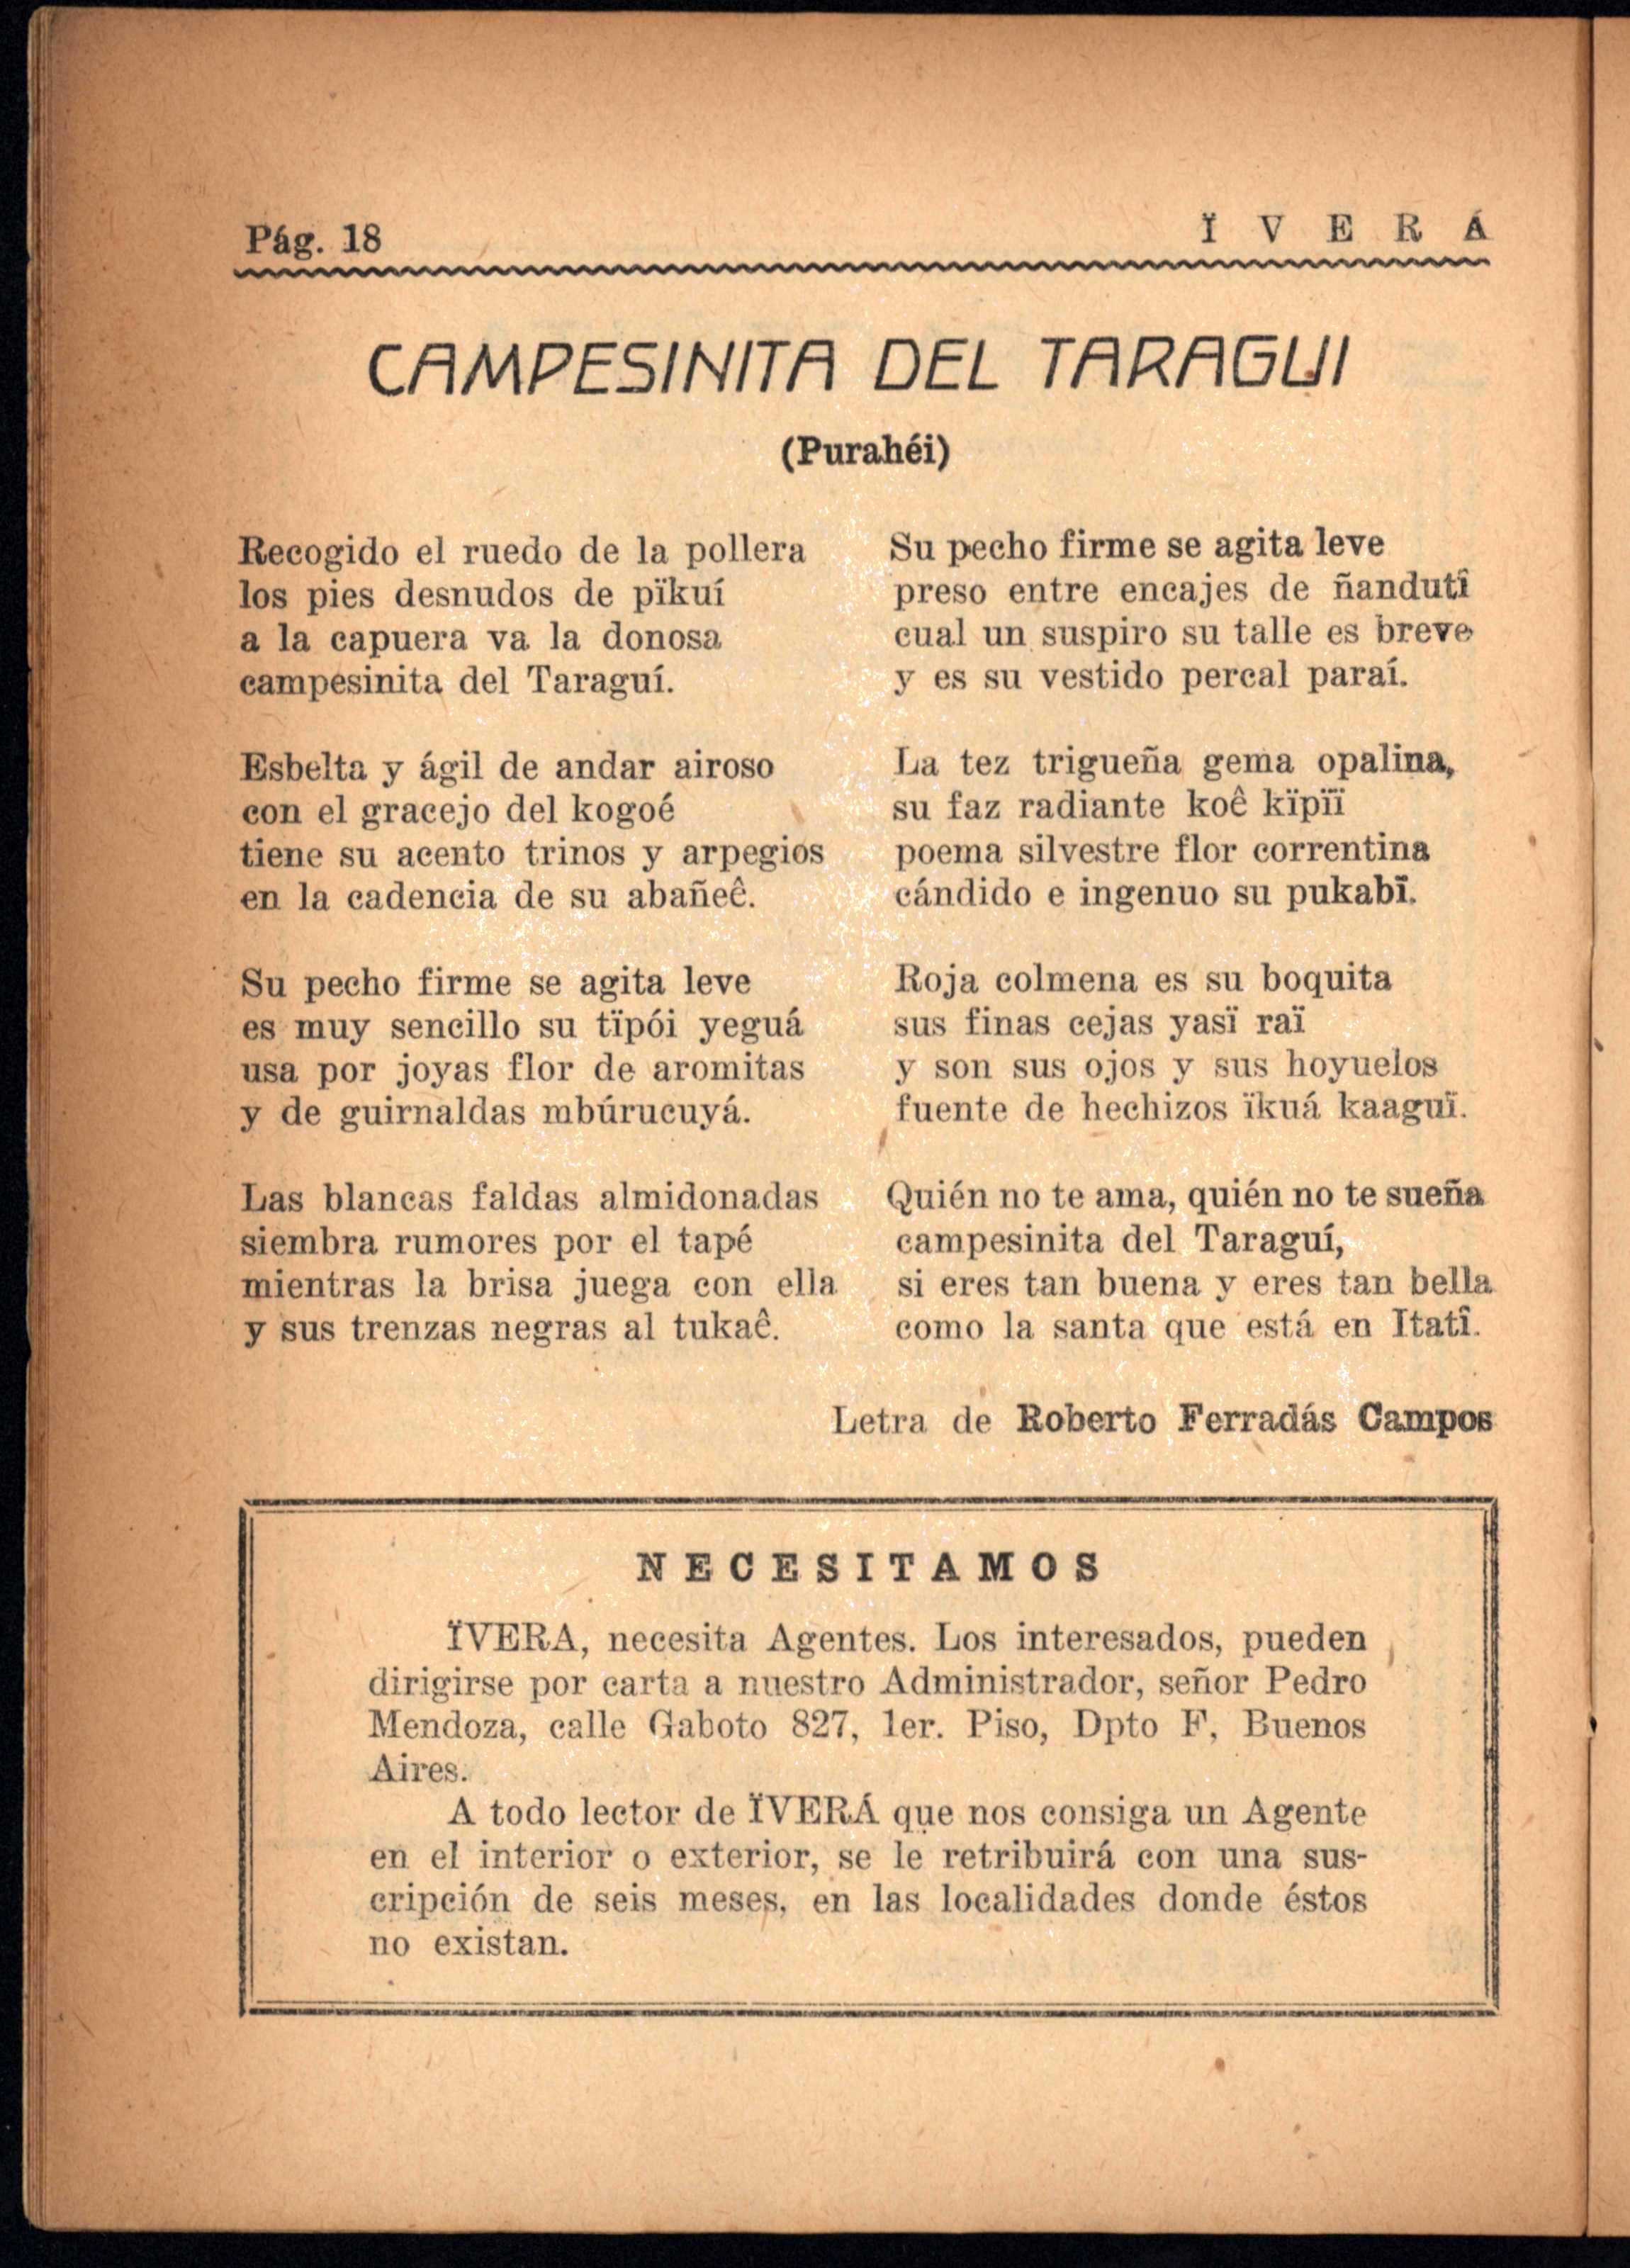 Pág. 18
Ï V E R Á
CAMPESINITA DEL TARAGUI
(Purahéi)
Recogido el ruedo de la pollera
los pies desnudos de pïkuí
a la capuera va la donosa
campesinita del Taraguí.
Esbelta y ágil de andar airoso
con el gracejo del kogoé
tiene su acento trinos y arpegios
en la cadencia de su abañeê.
Su pecho firme se agita leve
es muy sencillo su tïpói yeguá
usa por joyas flor de aromitas
y de guirnaldas mbúrucuyá.
Las blancas faldas almidonadas
siembra rumores por el tapé
mientras la brisa juega con ella
y sus trenzas negras al tukaê.
Su pecho firme se agita leve
preso entre encajes de ñandutî
cual un suspiro su talle es breve
y es su vestido percal paraí.
La tez trigueña gema opalina,
su faz radiante koê kïpïï
poema silvestre flor correntina
cándido e ingenuo su pukabï.
Roja colmena es su boquita
sus finas cejas yasï raï
y son sus ojos y sus hoyuelos
fuente de hechizos ïkuá kaaguï.
Quién no te ama, quién no te sueña
campesinita del Taraguí,
si eres tan buena y eres tan bella
como la santa que está en Itatî.
Letra de Roberto Ferradás Campos
NECESITAMOS
ÏVERA, necesita Agentes. Los interesados, pueden
dirigirse por carta a nuestro Administrador, señor Pedro
Mendoza, calle Gaboto 827, 1er. Piso, Dpto F, Buenos
Aires.
A todo lector de ÏVERÁ que nos consiga un Agente
en el interior o exterior, se le retribuirá con una sus-
cripción de seis meses, en las localidades donde éstos
no existan.